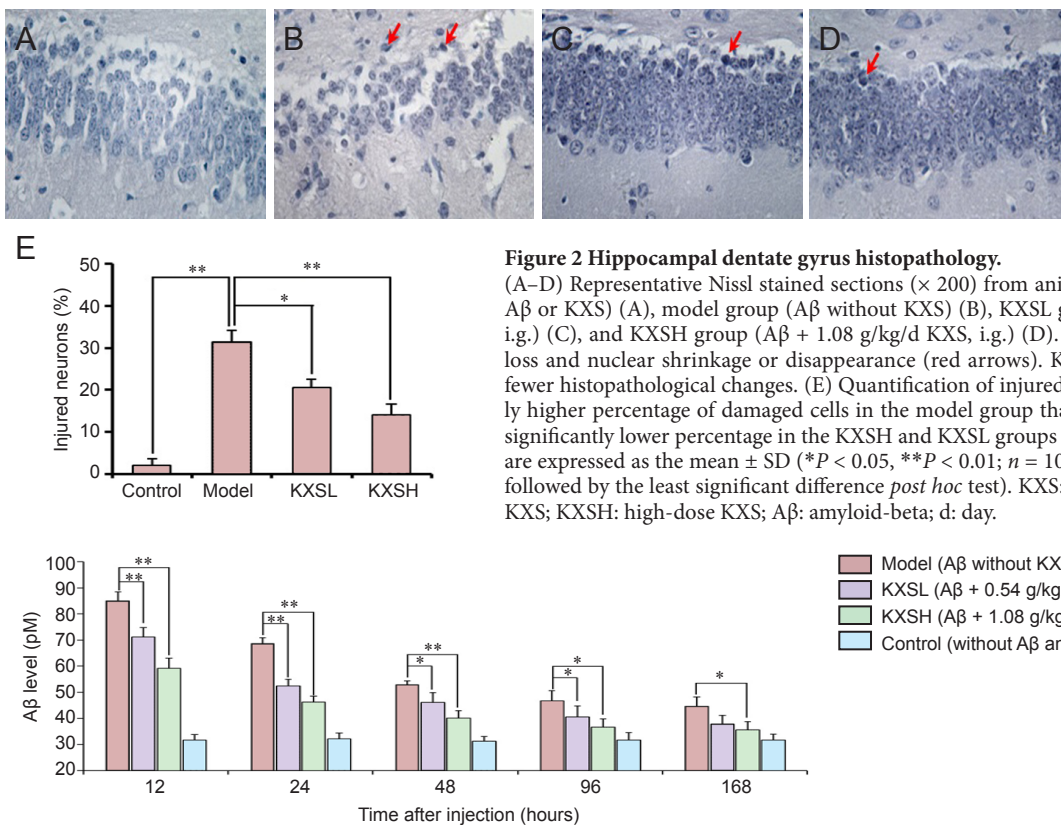 A
B
C
D
E
50
40
30
20
10
0
Injured neurons (%)
**
**
*
Control Model KXSL KXSH
Figure 2 Hippocampal dentate gyrus histopathology.
(A–D) Representative Nissl stained sections (× 200) from ani
Aβ or KXS) (A), model group (Aβ without KXS) (B), KXSL g
i.g.) (C), and KXSH group (Aβ + 1.08 g/kg/d KXS, i.g.) (D).
loss and nuclear shrinkage or disappearance (red arrows). K
fewer histopathological changes. (E) Quantification of injured
ly higher percentage of damaged cells in the model group tha
significantly lower percentage in the KXSH and KXSL groups
are expressed as the mean ± SD (*P < 0.05, **P < 0.01; n = 10
followed by the least significant difference post hoc test). KXS:
KXS; KXSH: high-dose KXS; Aβ: amyloid-beta; d: day.
100
90
80
70
60
50
40
30
20
Aβ level (pM)
**
**
**
**
**
*
*
*
*
12 24 48 96 168
Time after injection (hours)
Model (Aβ without KX
KXSL (Aβ + 0.54 g/kg
KXSH (Aβ + 1.08 g/kg
Control (without Aβ an